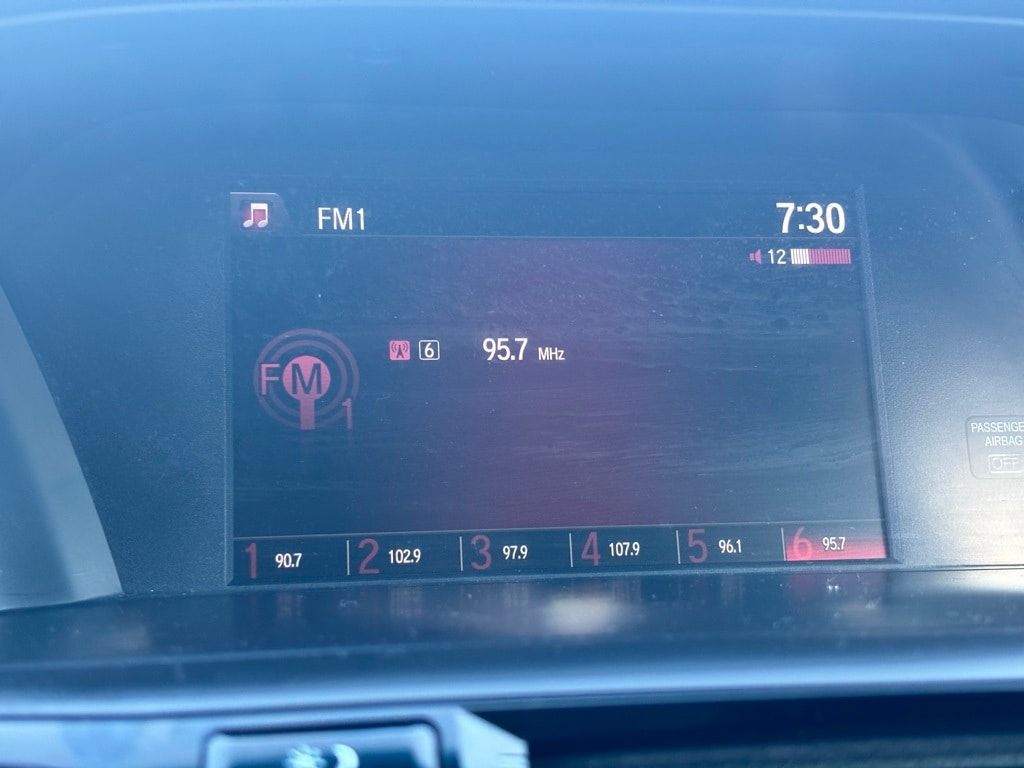 FM1 7:30
12
PASSENGE
AIRBAG
OFF
FM 1 6 95.7 MHz
1 90.7 2 102.9 3 97.9 4 107.9 5 96.1 6 95.7